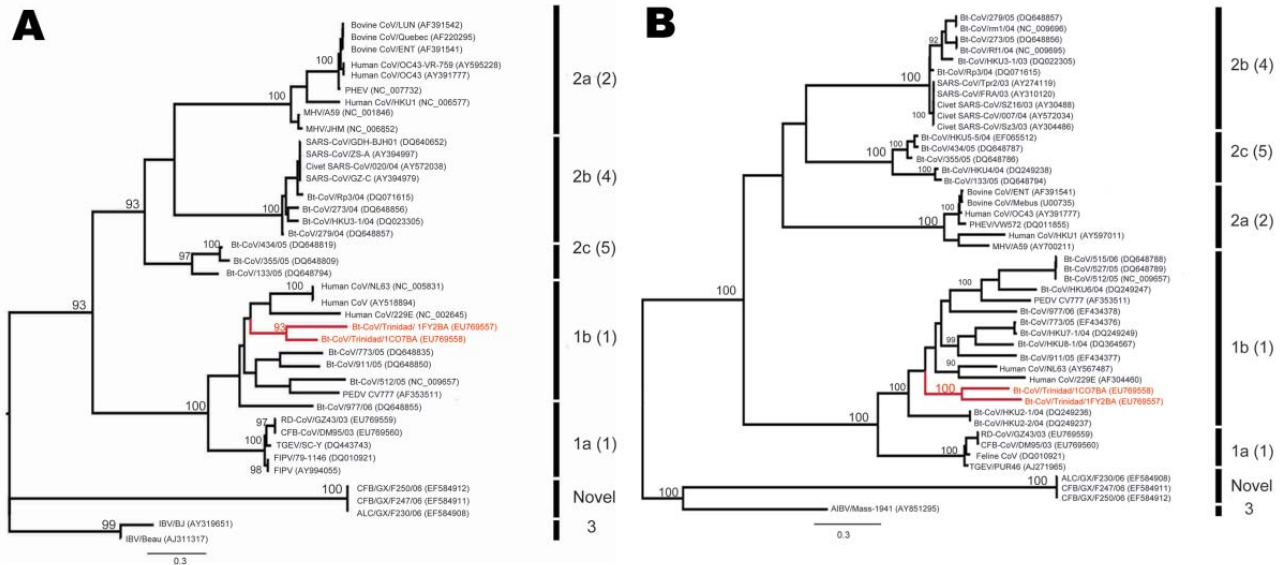 A
Bovine CoV/LUN (AF391542)
Bovine CoV/Quebec (AF220295)
Bovine CoV/ENT (AF391541)
100
Human CoV/OC43-VR-759 (AY595228)
Human CoV/OC43 (AY391777)
PHEV (NC_007732)
100
Human CoV/HKU1 (NC_006577)
MHV/A59 (NC_001846)
MHV/JHM (NC_006852)
2a (2)
SARS-CoV/GDH-BJH01 (DQ640652)
SARS-CoV/ZS-A (AY394997)
Civet SARS-CoV/020/04 (AY572038)
SARS-CoV/GZ-C (AY394979)
Bt-CoV/Rp3/04 (DQ071615)
100
Bt-CoV/273/04 (DQ648856)
Bt-CoV/HKU3-1/04 (DQ023305)
Bt-CoV/279/04 (DQ648857)
2b (4)
93
100
Bt-CoV/434/05 (DQ648819)
97
Bt-CoV/355/05 (DQ648809)
Bt-CoV/133/05 (DQ648794)
2c (5)
93
100
Human CoV/NL63 (NC_005831)
Human CoV (AY518894)
Human CoV/229E (NC_002645)
93
Bt-CoV/Trinidad/ 1FY2BA (EU769557)
Bt-CoV/Trinidad/1CO7BA (EU769558)
Bt-CoV/773/05 (DQ648835)
Bt-CoV/911/05 (DQ648850)
Bt-CoV/512/05 (NC_009657)
PEDV CV777 (AF353511)
100
Bt-CoV/977/06 (DQ648855)
1b (1)
97
RD-CoV/GZ43/03 (EU769559)
CFB-CoV/DM95/03 (EU769560)
100
TGEV/SC-Y (DQ443743)
FIPV/79-1146 (DQ010921)
98
FIPV (AY994055)
1a (1)
100
CFB/GX/F250/06 (EF584912)
CFB/GX/F247/06 (EF584911)
ALC/GX/F230/06 (EF584908)
Novel
99
IBV/BJ (AY319651)
IBV/Beau (AJ311317)
3
0.3
B
Bt-CoV/279/05 (DQ648857)
Bt-CoV/rm1/04 (NC_009696)
92
Bt-CoV/273/05 (DQ648856)
Bt-CoV/Rf1/04 (NC_009695)
Bt-CoV/HKU3-1/03 (DQ022305)
100
Bt-CoV/Rp3/04 (DQ071615)
SARS-CoV/Tpr2/03 (AY274119)
SARS-CoV/FRA/03 (AY310120)
Civet SARS-CoV/SZ16/03 (AY30488)
100
Civet SARS-CoV/007/04 (AY572034)
Civet SARS-CoV/Sz3/03 (AY304486)
2b (4)
Bt-CoV/HKU5-5/04 (EF065512)
100
Bt-CoV/434/05 (DQ648787)
100
Bt-CoV/355/05 (DQ648786)
100
Bt-CoV/HKU4/04 (DQ249238)
Bt-CoV/133/05 (DQ648794)
2c (5)
Bovine CoV/ENT (AF391541)
Bovine CoV/Mebus (U00735)
100
Human CoV/OC43 (AY391777)
PHEV/VW572 (DQ011855)
100
Human CoV/HKU1 (AY597011)
MHV/A59 (AY700211)
2a (2)
Bt-CoV/515/06 (DQ648788)
Bt-CoV/527/05 (DQ648789)
Bt-CoV/512/05 (NC_009657)
100
Bt-CoV/HKU6/04 (DQ249247)
PEDV CV777 (AF353511)
100
Bt-CoV/977/06 (EF434378)
Bt-CoV/773/05 (EF434376)
Bt-CoV/HKU7-1/04 (DQ249249)
99
Bt-CoV/HKU8-1/04 (DQ364567)
Bt-CoV/911/05 (EF434377)
90
Human CoV/NL63 (AY567487)
Human CoV/229E (AF304460)
100
100
Bt-CoV/Trinidad/1CO7BA (EU769558)
Bt-CoV/Trinidad/1FY2BA (EU769557)
Bt-CoV/HKU2-1/04 (DQ249236)
100
Bt-CoV/HKU2-2/04 (DQ249237)
1b (1)
RD-CoV/GZ43/03 (EU769559)
CFB-CoV/DM95/03 (EU769560)
100
Feline CoV (DQ010921)
TGEV/PUR46 (AJ271965)
1a (1)
100
ALC/GX/F230/06 (EF584908)
CFB/GX/F247/06 (EF584911)
CFB/GX/F250/06 (EF584912)
Novel
100
AIBV/Mass-1941 (AY851295)
3
0.3